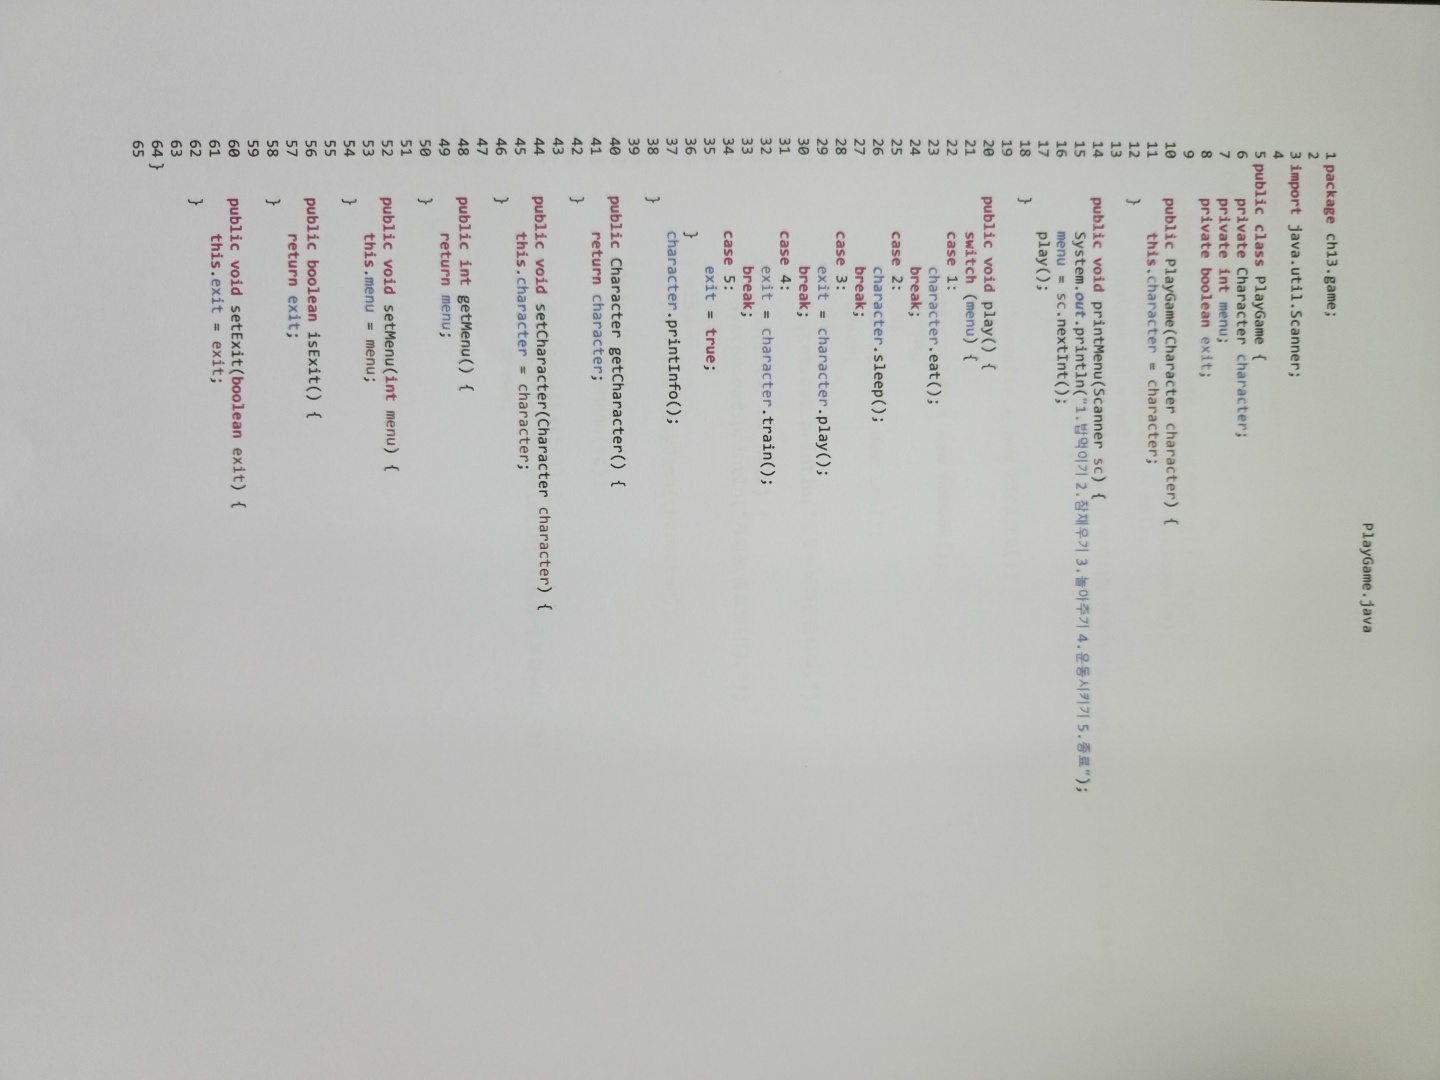 PlayGame.java
1 package ch13.game;
2
3 import java.util.Scanner;
4
5 public class PlayGame {
6     private Character character;
7     private int menu;
8     private boolean exit;
9
10     public PlayGame(Character character) {
11         this.character = character;
12     }
13
14     public void printMenu(Scanner sc) {
15         System.out.println("1.밥먹이기 2.잠재우기 3.놀아주기 4.운동시키기 5.종료");
16         menu = sc.nextInt();
17         play();
18     }
19
20     public void play() {
21         switch (menu) {
22         case 1:
23             character.eat();
24             break;
25         case 2:
26             character.sleep();
27             break;
28         case 3:
29             exit = character.play();
30             break;
31         case 4:
32             exit = character.train();
33             break;
34         case 5:
35             exit = true;
36         }
37         character.printInfo();
38     }
39
40     public Character getCharacter() {
41         return character;
42     }
43
44     public void setCharacter(Character character) {
45         this.character = character;
46     }
47
48     public int getMenu() {
49         return menu;
50     }
51
52     public void setMenu(int menu) {
53         this.menu = menu;
54     }
55
56     public boolean isExit() {
57         return exit;
58     }
59
60     public void setExit(boolean exit) {
61         this.exit = exit;
62     }
63
64 }
65